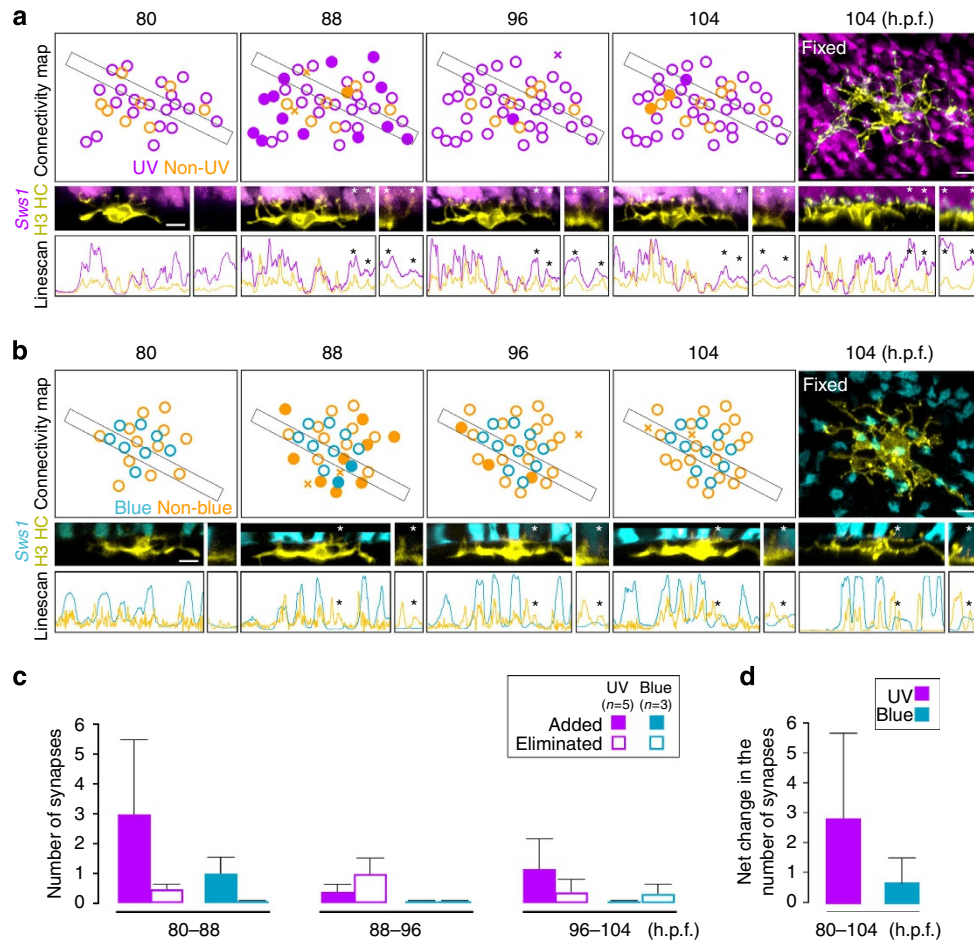 a
80 88 96 104 104 (h.p.f.)
Connectivity map
UV Non-UV
Fixed
Sws1
H3 HC
* * * * * * * * * * * * * * * *
Linescan
* * * * * * * * * * * * * * * *
b
80 88 96 104 104 (h.p.f.)
Connectivity map
Blue Non-blue
Fixed
Sws1
H3 HC
* * * * * * * *
Linescan
* * * * * * * *
c
UV Blue
(n=5) (n=3)
Added
Eliminated
Number of synapses
6
5
4
3
2
1
0
80–88 88–96 96–104 (h.p.f.)
d
UV
Blue
Net change in the
number of synapses
6
5
4
3
2
1
0
80–104 (h.p.f.)